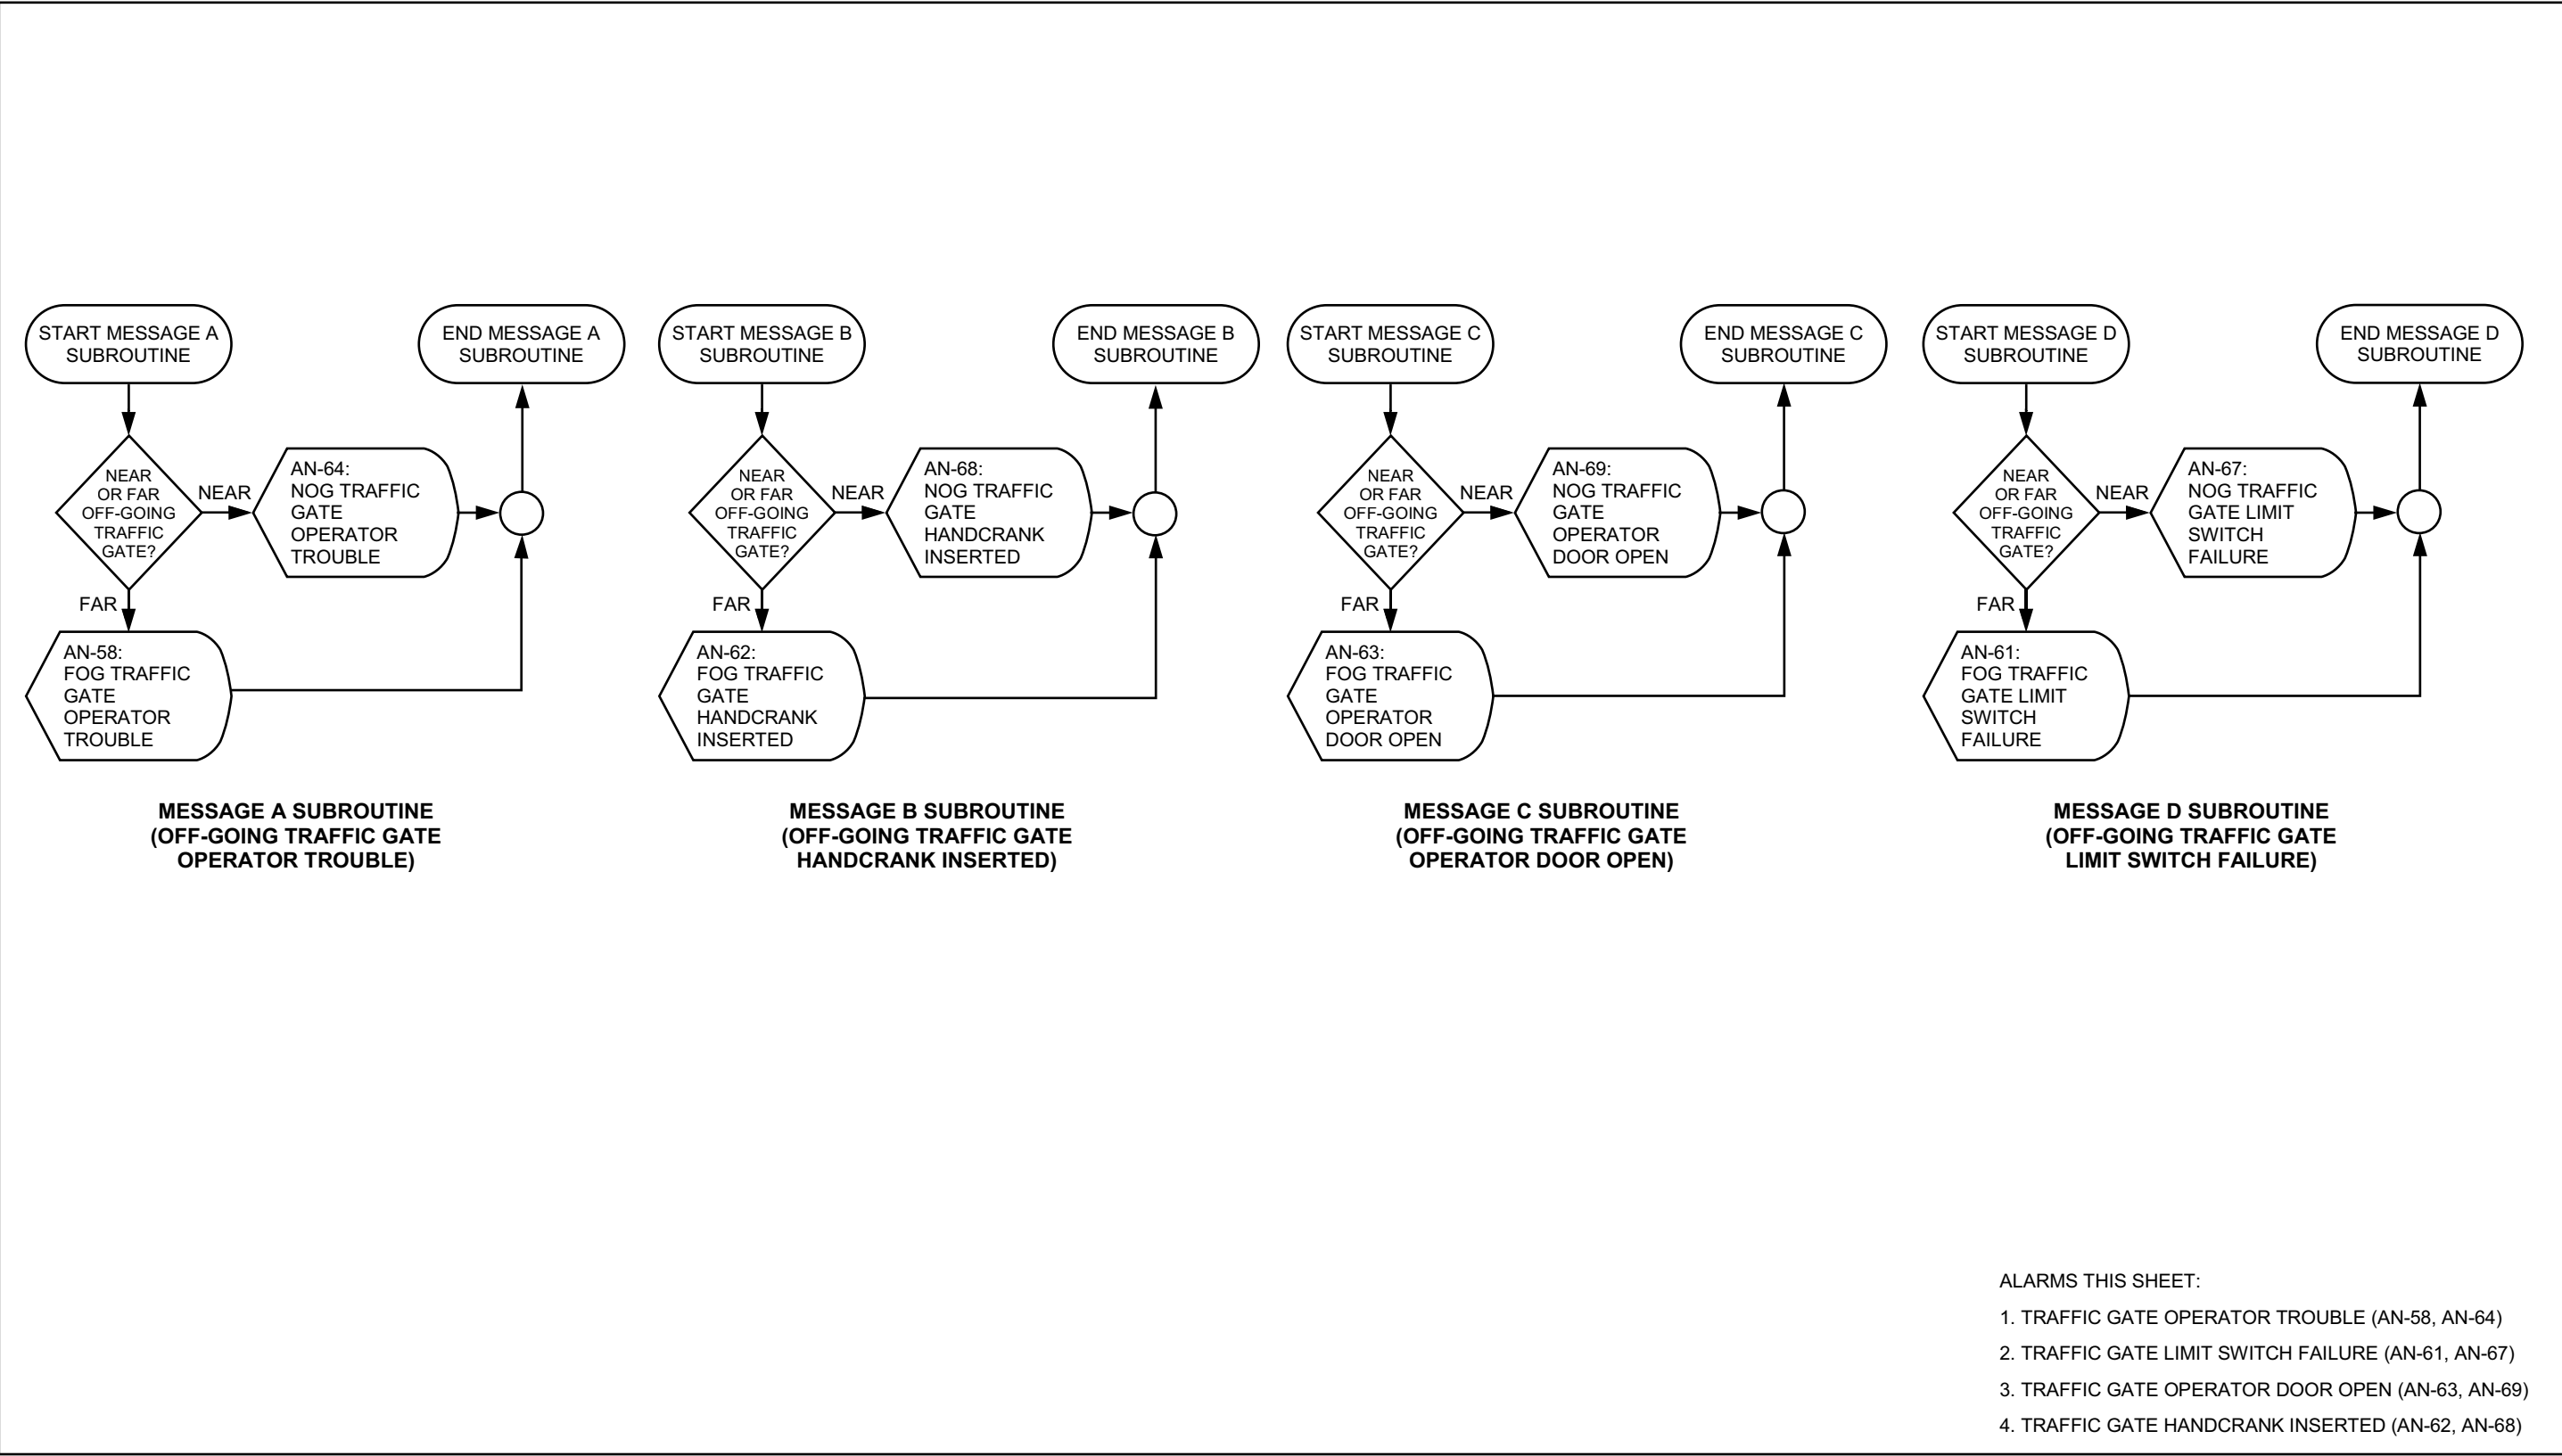 START MESSAGE A
SUBROUTINE
END MESSAGE A
SUBROUTINE
NEAR
OR FAR
OFF-GOING
TRAFFIC
GATE?
NEAR
AN-64:
NOG TRAFFIC
GATE
OPERATOR
TROUBLE
FAR
AN-58:
FOG TRAFFIC
GATE
OPERATOR
TROUBLE
MESSAGE A SUBROUTINE
(OFF-GOING TRAFFIC GATE
OPERATOR TROUBLE)
START MESSAGE B
SUBROUTINE
END MESSAGE B
SUBROUTINE
NEAR
OR FAR
OFF-GOING
TRAFFIC
GATE?
NEAR
AN-68:
NOG TRAFFIC
GATE
HANDCRANK
INSERTED
FAR
AN-62:
FOG TRAFFIC
GATE
HANDCRANK
INSERTED
MESSAGE B SUBROUTINE
(OFF-GOING TRAFFIC GATE
HANDCRANK INSERTED)
START MESSAGE C
SUBROUTINE
END MESSAGE C
SUBROUTINE
NEAR
OR FAR
OFF-GOING
TRAFFIC
GATE?
NEAR
AN-69:
NOG TRAFFIC
GATE
OPERATOR
DOOR OPEN
FAR
AN-63:
FOG TRAFFIC
GATE
OPERATOR
DOOR OPEN
MESSAGE C SUBROUTINE
(OFF-GOING TRAFFIC GATE
OPERATOR DOOR OPEN)
START MESSAGE D
SUBROUTINE
END MESSAGE D
SUBROUTINE
NEAR
OR FAR
OFF-GOING
TRAFFIC
GATE?
NEAR
AN-67:
NOG TRAFFIC
GATE LIMIT
SWITCH
FAILURE
FAR
AN-61:
FOG TRAFFIC
GATE LIMIT
SWITCH
FAILURE
MESSAGE D SUBROUTINE
(OFF-GOING TRAFFIC GATE
LIMIT SWITCH FAILURE)
ALARMS THIS SHEET:
1. TRAFFIC GATE OPERATOR TROUBLE (AN-58, AN-64)
2. TRAFFIC GATE LIMIT SWITCH FAILURE (AN-61, AN-67)
3. TRAFFIC GATE OPERATOR DOOR OPEN (AN-63, AN-69)
4. TRAFFIC GATE HANDCRANK INSERTED (AN-62, AN-68)